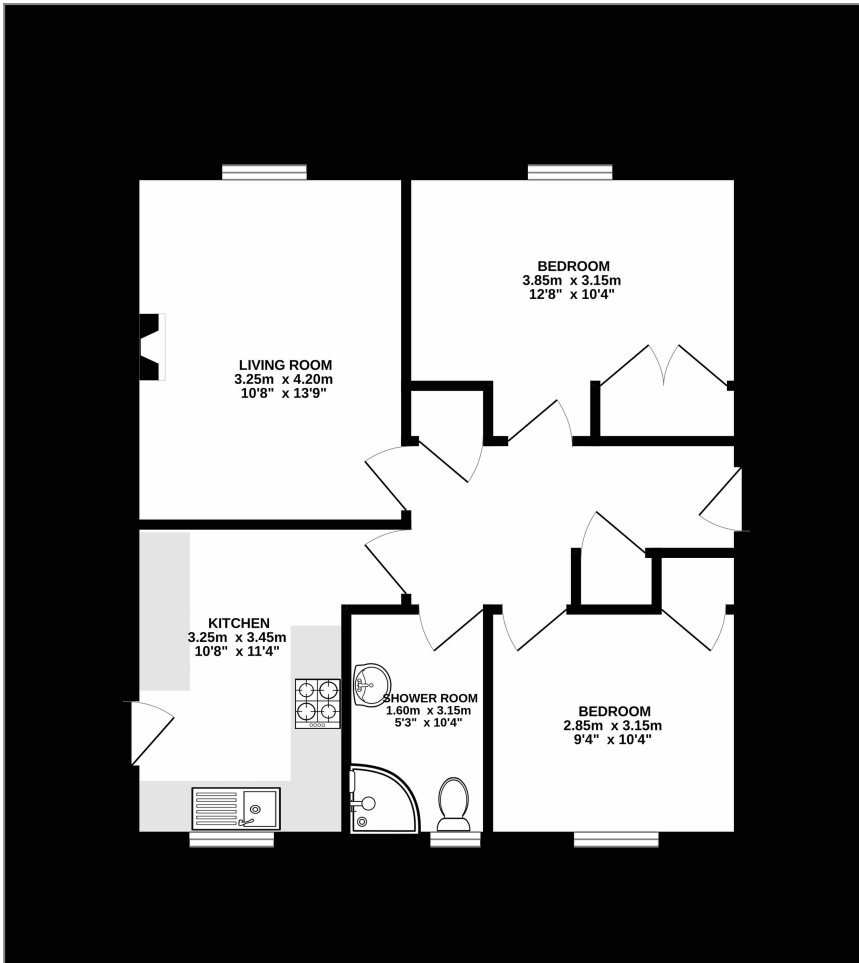 BEDROOM
3.85m x 3.15m
12'8" x 10'4"
LIVING ROOM
3.25m x 4.20m
10'8" x 13'9"
KITCHEN
3.25m x 3.45m
10'8" x 11'4"
SHOWER ROOM
1.60m x 3.15m
5'3" x 10'4"
BEDROOM
2.85m x 3.15m
9'4" x 10'4"